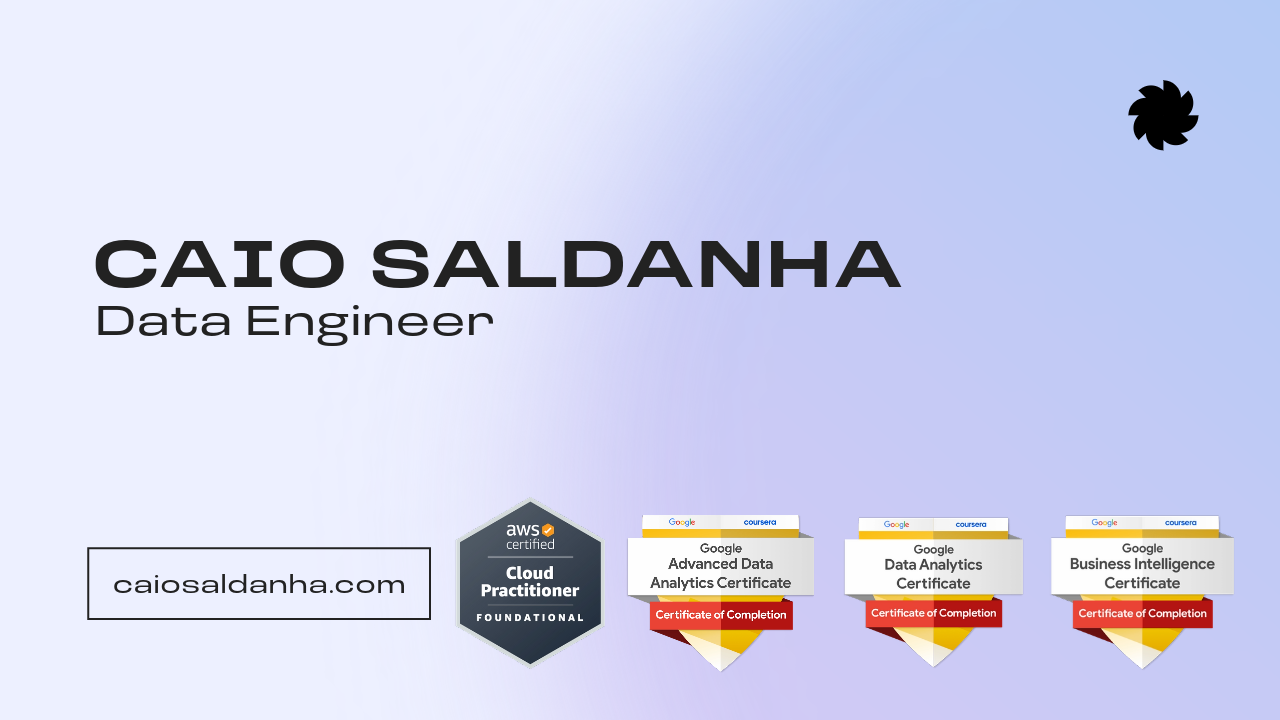 CAIO SALDANHA
Data Engineer
caiosaldanha.com
aws
certified
Cloud
Practitioner
FOUNDATIONAL
Google coursera
Google
Advanced Data
Analytics Certificate
Certificate of Completion
Google coursera
Google
Data Analytics
Certificate
Certificate of Completion
Google coursera
Google
Business Intelligence
Certificate
Certificate of Completion